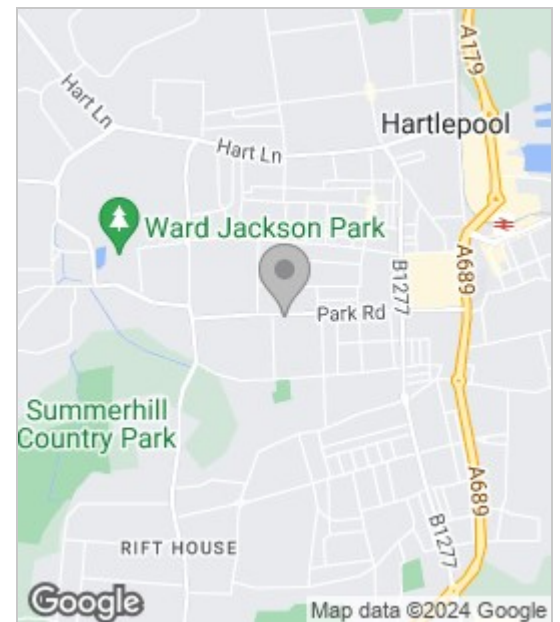 A179
Hart Ln
Hartlepool
Hart Ln
Ward Jackson Park
A689
B1277
Park Rd
Summerhill
Country Park
A689
RIFT HOUSE
B1277
Google
Map data ©2024 Google